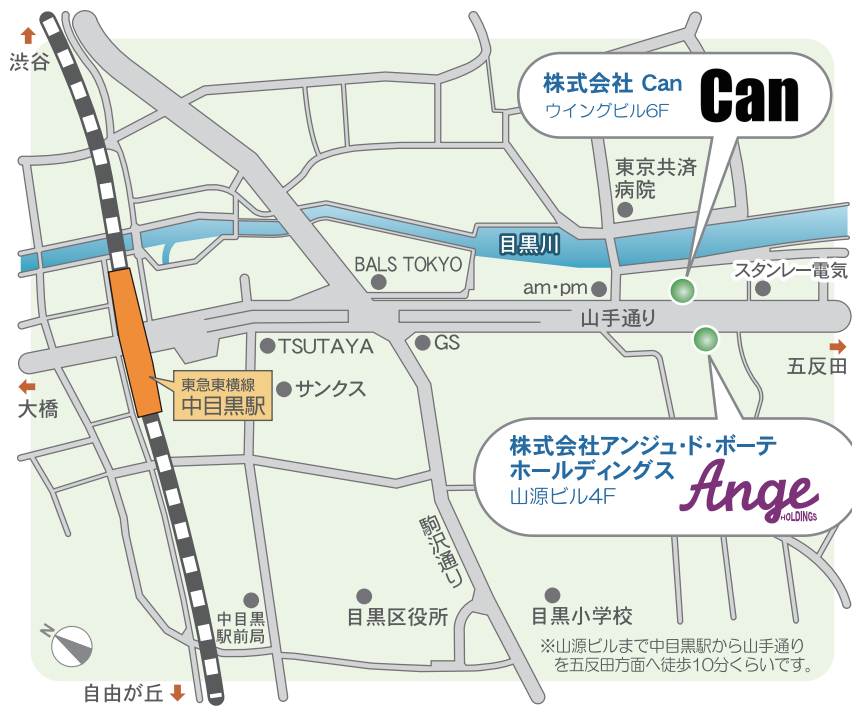 渋谷
株式会社 Can
ウイングビル6F
Can
東京共済
病院
目黒川
BALS TOKYO
スタンレー電気
am・pm
山手通り
TSUTAYA
GS
五反田
大橋
東急東横線
中目黒駅
サンクス
株式会社アンジュ・ド・ボーテ
ホールディングス
山源ビル4F
Ange
HOLDINGS
駒沢通り
中目黒
駅前局
目黒区役所
目黒小学校
N
※山源ビルまで中目黒駅から山手通り
を五反田方面へ徒歩10分くらいです。
自由が丘